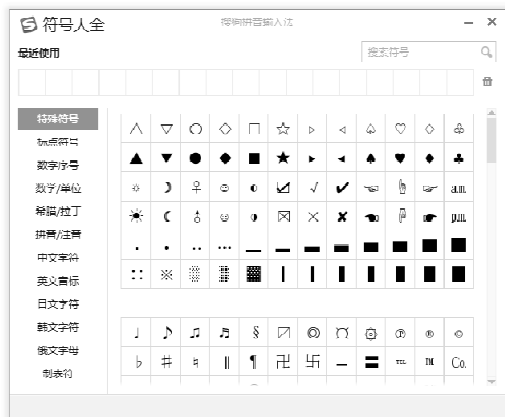 符号大全
搜狗拼音输入法
最近使用
搜索符号
特殊符号
标点符号
数字序号
数学/单位
希腊/拉丁
拼音/注音
中文字符
英文音标
日文字符
韩文字符
俄文字母
制表符
△ ▽ ○ ◇ □ ☆ ▷ ◁ ♤ ♡ ♢ ♧
▲ ▼ ● ◆ ■ ★ ▶ ◀ ♠ ♥ ♦ ♣
☼ ☽ ♀ ☺ ◐ ☑ √ ✔ ☜ ☝ ☞ ㏂
☀ ☾ ♂ ☹ ◑ ☒ × ✘ ☚ ☟ ☛ ㏘
▪ • ‥ … ▁ ▂ ▃ ▄ ▅ ▆ ▇ █
∷ ※ ░ ▒ ▓ ▏ ▎ ▍ ▌ ▋ ▊ ▉
♩ ♪ ♫ ♬ § 〼 ◎ ¤ ۞ ℗ ® ©
♭ ♯ ♮ ‖ ¶ 卍 卐 ▬ 〓 ℡ ™ ㏇